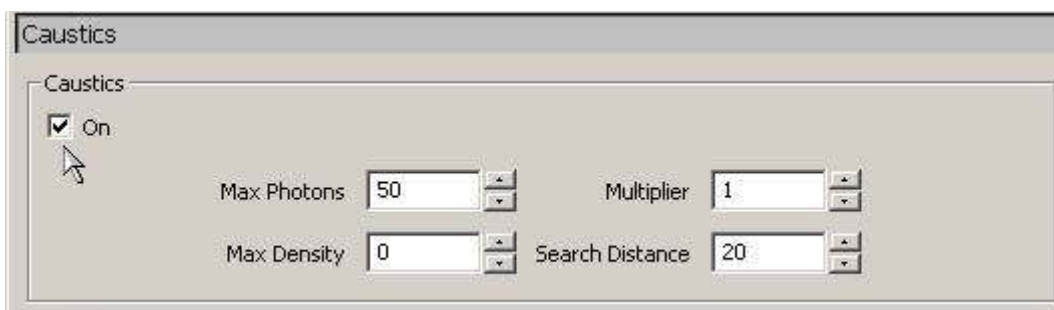 Caustics
Caustics
On
Max Photons 50 Multiplier 1
Max Density 0 Search Distance 20